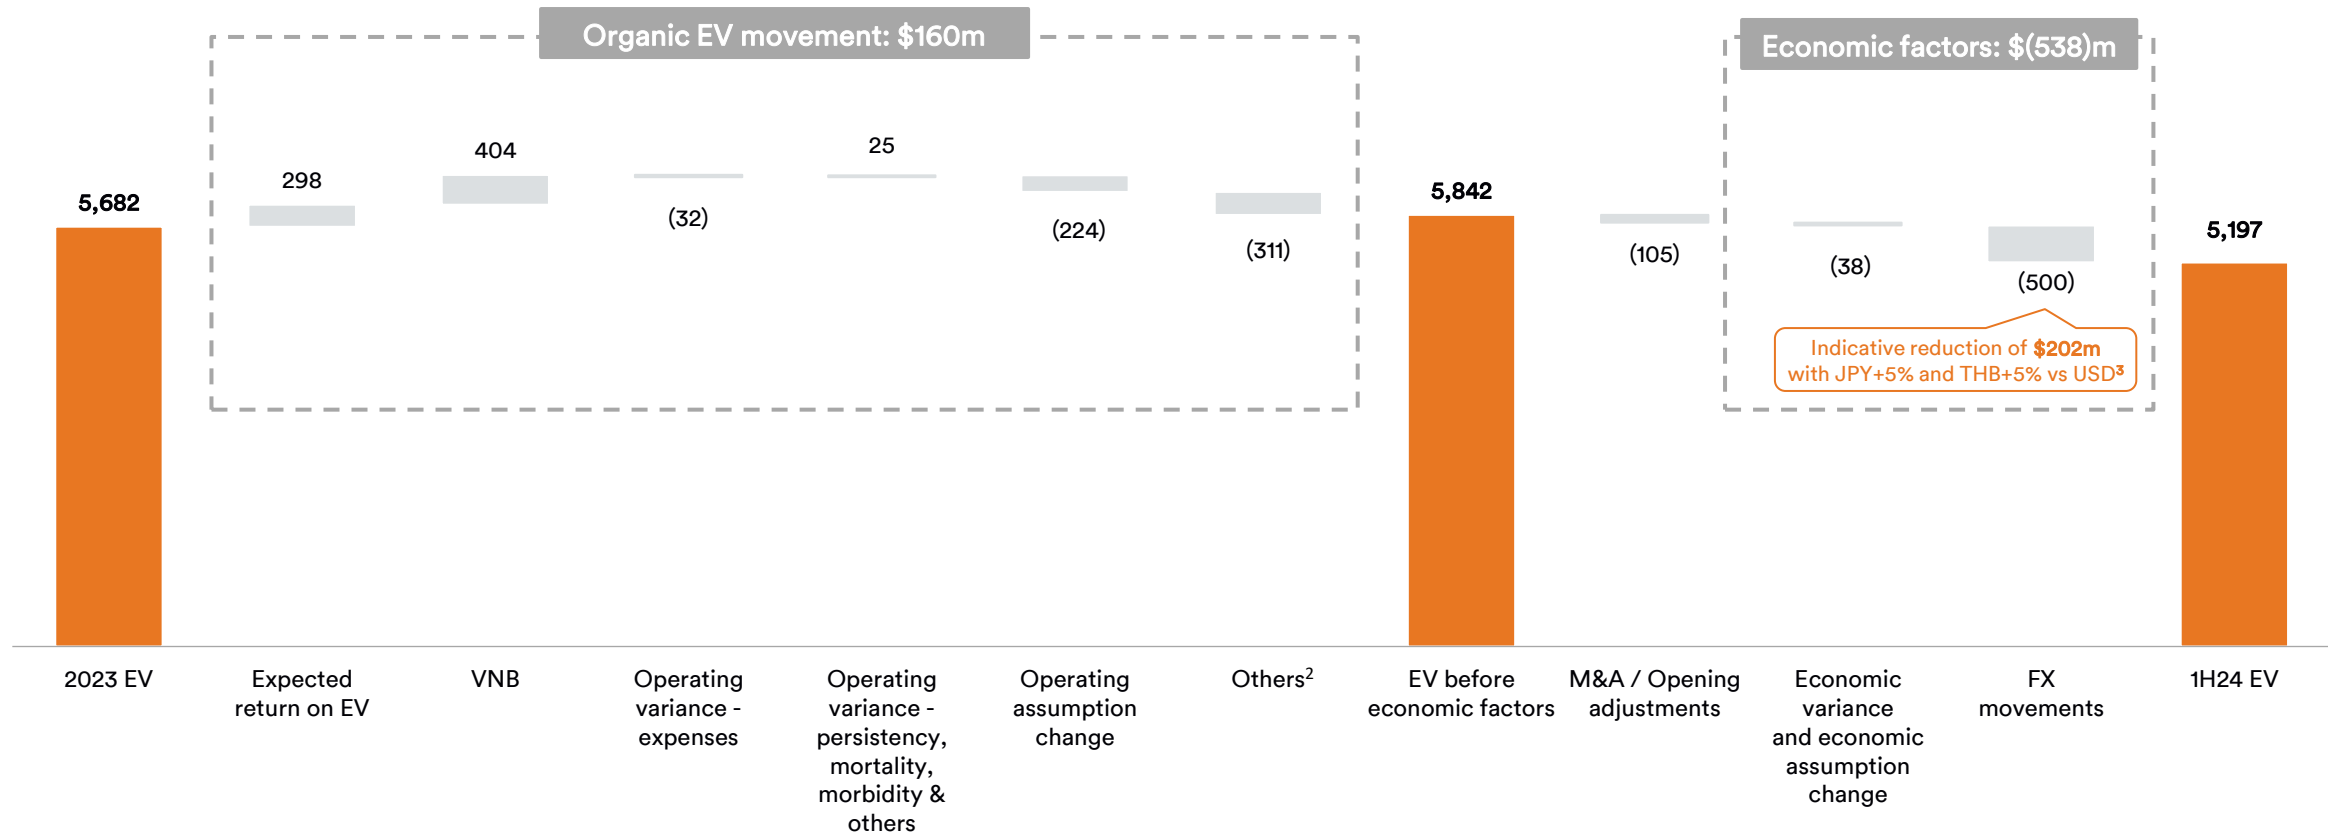 Organic EV movement: $160m
Economic factors: $(538)m
5,682
298
404
(32)
25
(224)
(311)
5,842
(105)
(38)
(500)
5,197
Indicative reduction of $202m
with JPY+5% and THB+5% vs USD³
2023 EV
Expected
return on EV
VNB
Operating
variance -
expenses
Operating
variance -
persistency,
mortality,
morbidity &
others
Operating
assumption
change
Others²
EV before
economic factors
M&A / Opening
adjustments
Economic
variance
and economic
assumption
change
FX
movements
1H24 EV